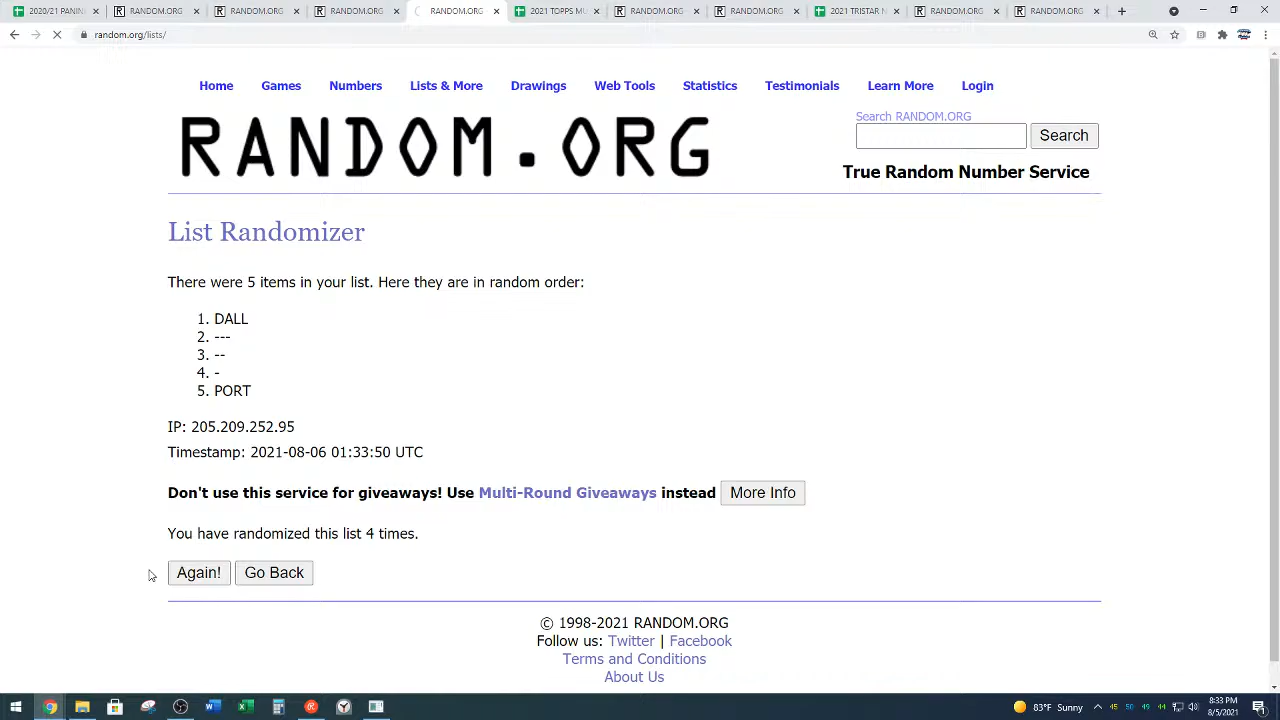 2020/21 PANINI
RANDOM.ORG
RANDOM.ORG
RANDOM.ORG
RANDOM.ORG
2021 TOPPS MU
RANDOM.ORG
RANDOM.ORG
2021 TRISTAR
RANDOM.ORG
RANDOM.ORG
random.org/lists/
Home Games Numbers Lists & More Drawings Web Tools Statistics Testimonials Learn More Login
RANDOM.ORG
Search RANDOM.ORG
Search
True Random Number Service
List Randomizer
There were 5 items in your list. Here they are in random order:
1. DALL
2. ---
3. --
4. -
5. PORT
IP: 205.209.252.95
Timestamp: 2021-08-06 01:33:50 UTC
Don't use this service for giveaways! Use Multi-Round Giveaways instead More Info
You have randomized this list 4 times.
Again! Go Back
© 1998-2021 RANDOM.ORG
Follow us: Twitter | Facebook
Terms and Conditions
About Us
83°F Sunny
45 50 49 44
8:33 PM
8/5/2021